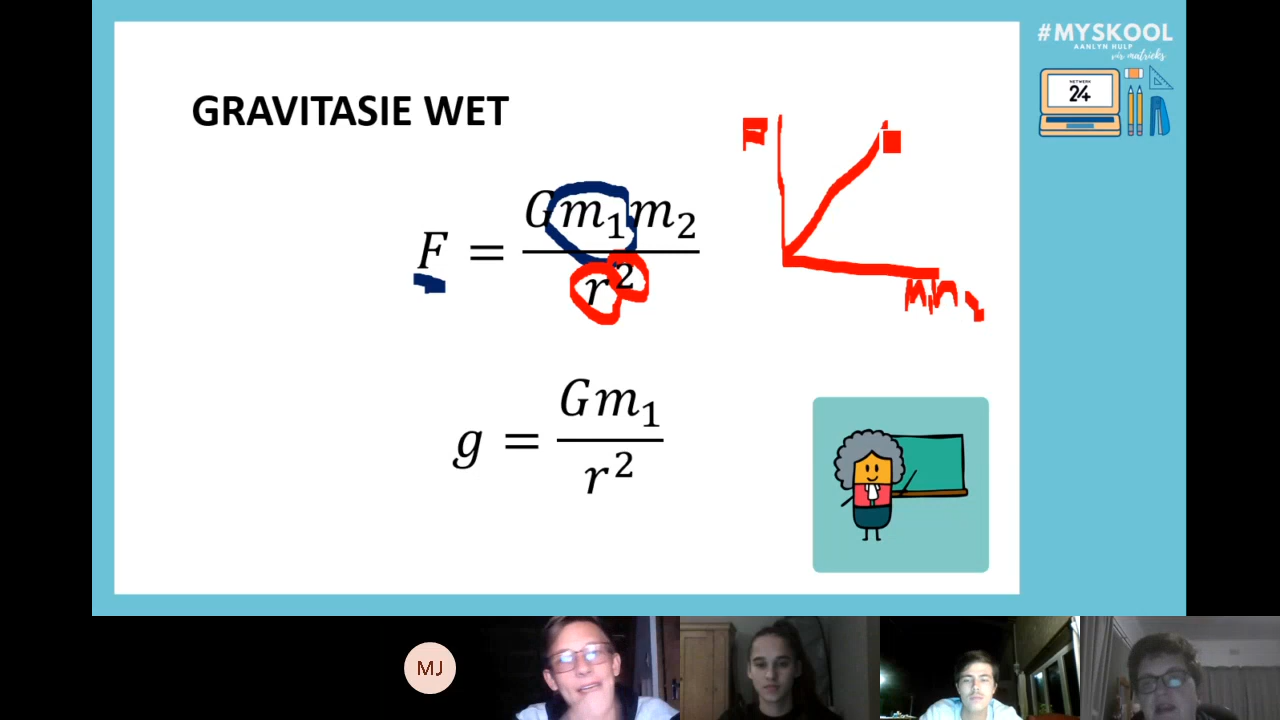 #MYSKOOL
AANLYN HULP
vir matrieks
NETWERK
24
GRAVITASIE WET
F = Gm₁m₂ / r²
F
g = Gm₁ / r²
MJ